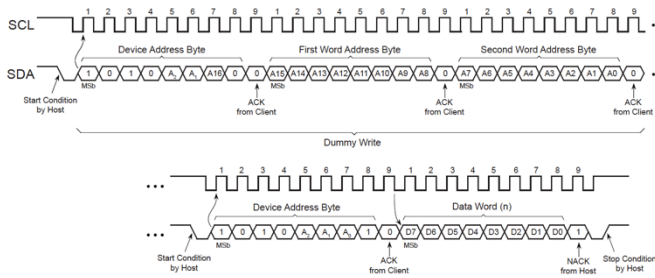 1 2 3 4 5 6 7 8 9 1 2 3 4 5 6 7 8 9 1 2 3 4 5 6 7 8 9
SCL
Device Address Byte First Word Address Byte Second Word Address Byte
SDA 1 0 1 0 A2 A1 A16 0 0 A15 A14 A13 A12 A11 A10 A9 A8 0 A7 A6 A5 A4 A3 A2 A1 A0 0
MSb MSb MSb
Start Condition by Host
ACK from Client
ACK from Client
ACK from Client
Dummy Write
1 2 3 4 5 6 7 8 9 1 2 3 4 5 6 7 8 9
Device Address Byte Data Word (n)
1 0 1 0 A2 A1 1 0 D7 D6 D5 D4 D3 D2 D1 D0 1
MSb MSb
Start Condition by Host
ACK from Client
NACK from Host
Stop Condition by Host